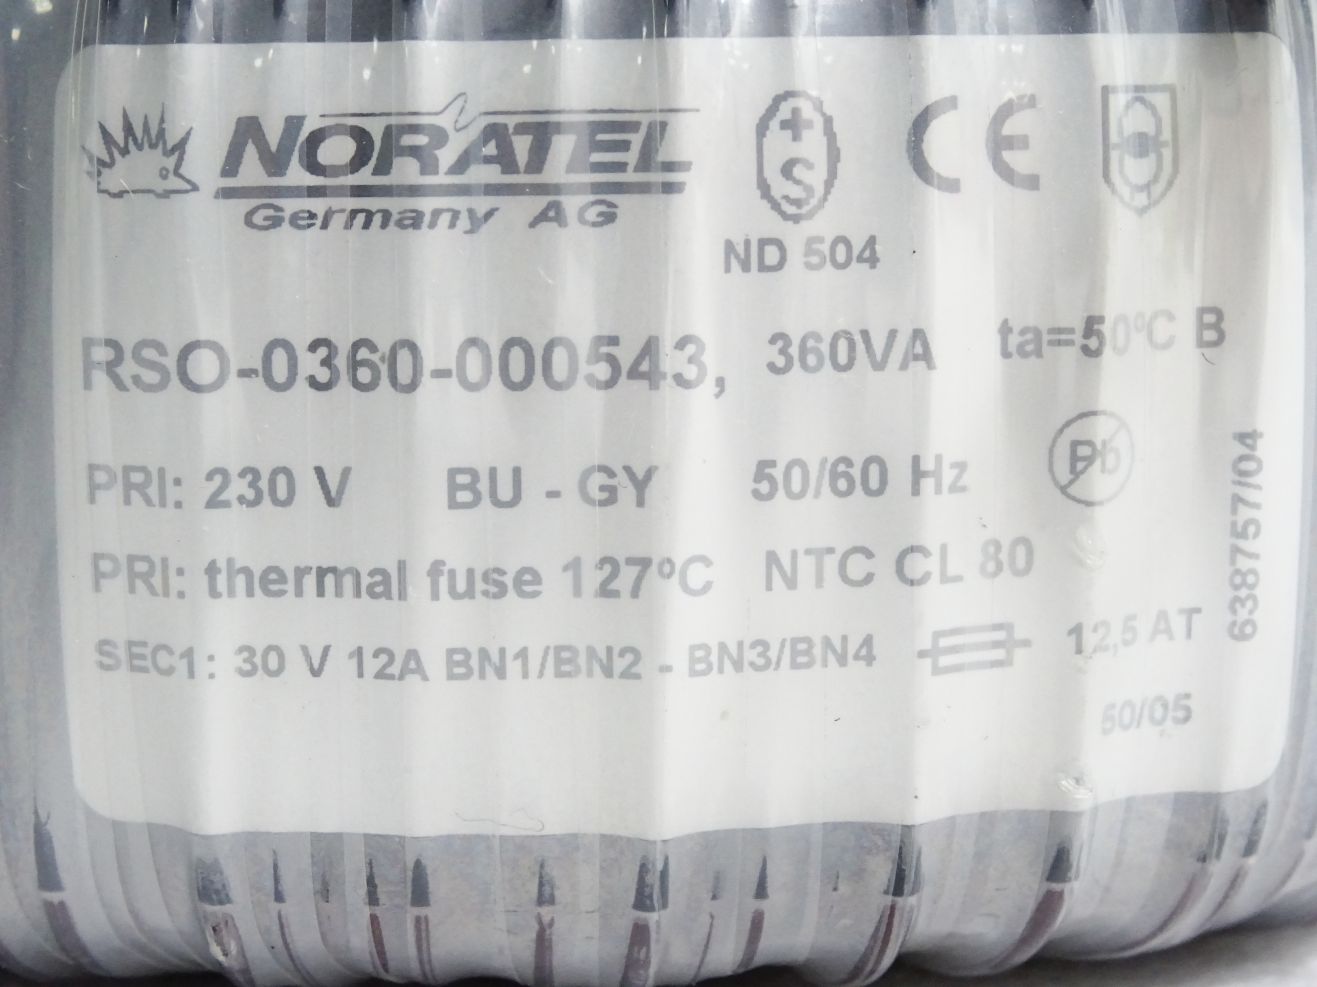 NORATEL
Germany AG
+
S
CE
ND 504
RSO-0360-000543, 360VA ta=50°C B
PRI: 230 V BU - GY 50/60 Hz Pb
PRI: thermal fuse 127°C NTC CL 80
SEC1: 30 V 12A BN1/BN2 - BN3/BN4 12,5 AT
50/05
638757/04